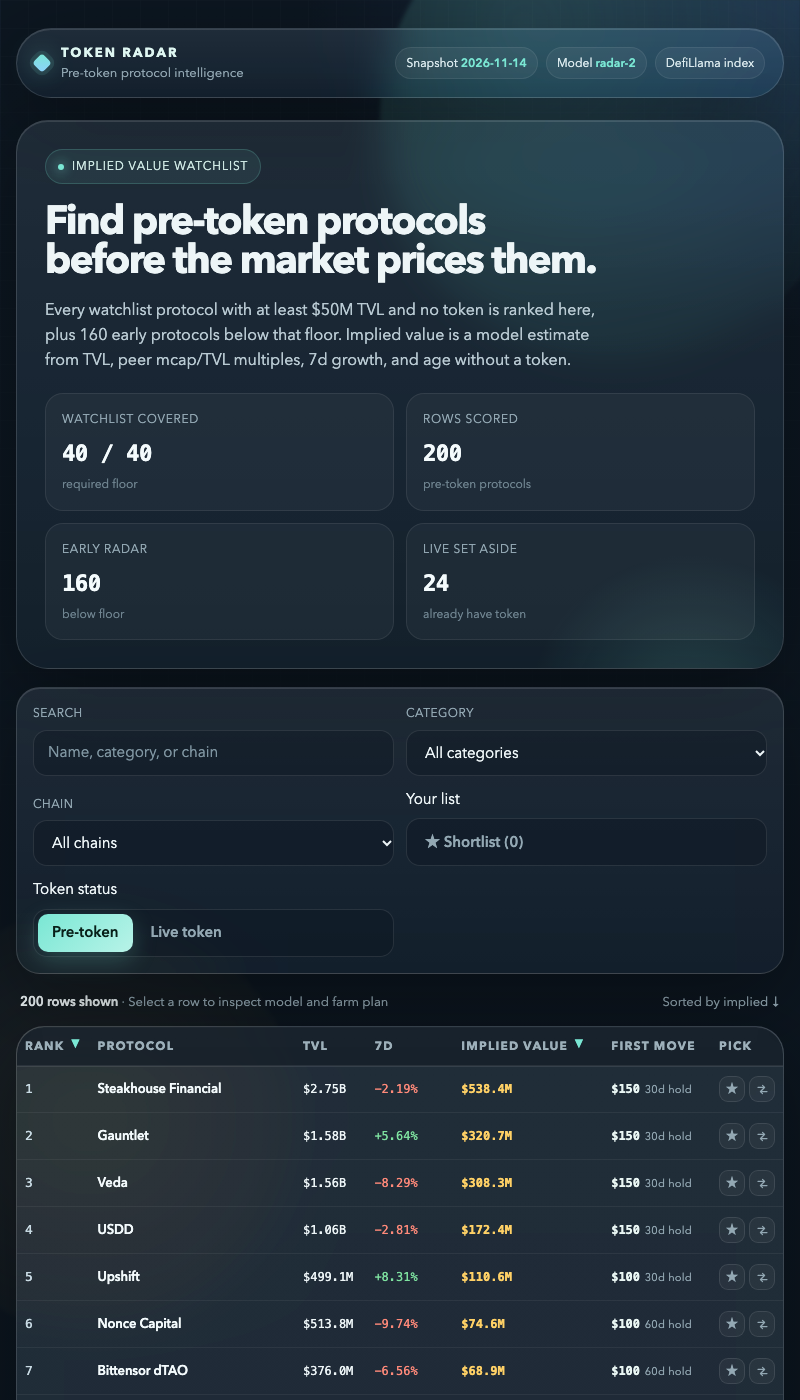 TOKEN RADAR
Pre-token protocol intelligence
Snapshot 2026-11-14
Model radar-2
DefiLlama index
IMPLIED VALUE WATCHLIST
Find pre-token protocols
before the market prices them.
Every watchlist protocol with at least $50M TVL and no token is ranked here,
plus 160 early protocols below that floor. Implied value is a model estimate
from TVL, peer mcap/TVL multiples, 7d growth, and age without a token.
WATCHLIST COVERED
40 / 40
required floor
ROWS SCORED
200
pre-token protocols
EARLY RADAR
160
below floor
LIVE SET ASIDE
24
already have token
SEARCH
Name, category, or chain
CATEGORY
All categories
CHAIN
All chains
Your list
★ Shortlist (0)
Token status
Pre-token Live token
200 rows shown · Select a row to inspect model and farm plan
Sorted by implied ↓
RANK ▼ PROTOCOL TVL 7D IMPLIED VALUE ▼ FIRST MOVE PICK
1 Steakhouse Financial $2.75B −2.19% $538.4M $150 30d hold
2 Gauntlet $1.58B +5.64% $320.7M $150 30d hold
3 Veda $1.56B −8.29% $308.3M $150 30d hold
4 USDD $1.06B −2.81% $172.4M $150 30d hold
5 Upshift $499.1M +8.31% $110.6M $100 30d hold
6 Nonce Capital $513.8M −9.74% $74.6M $100 60d hold
7 Bittensor dTAO $376.0M −6.56% $68.9M $100 60d hold